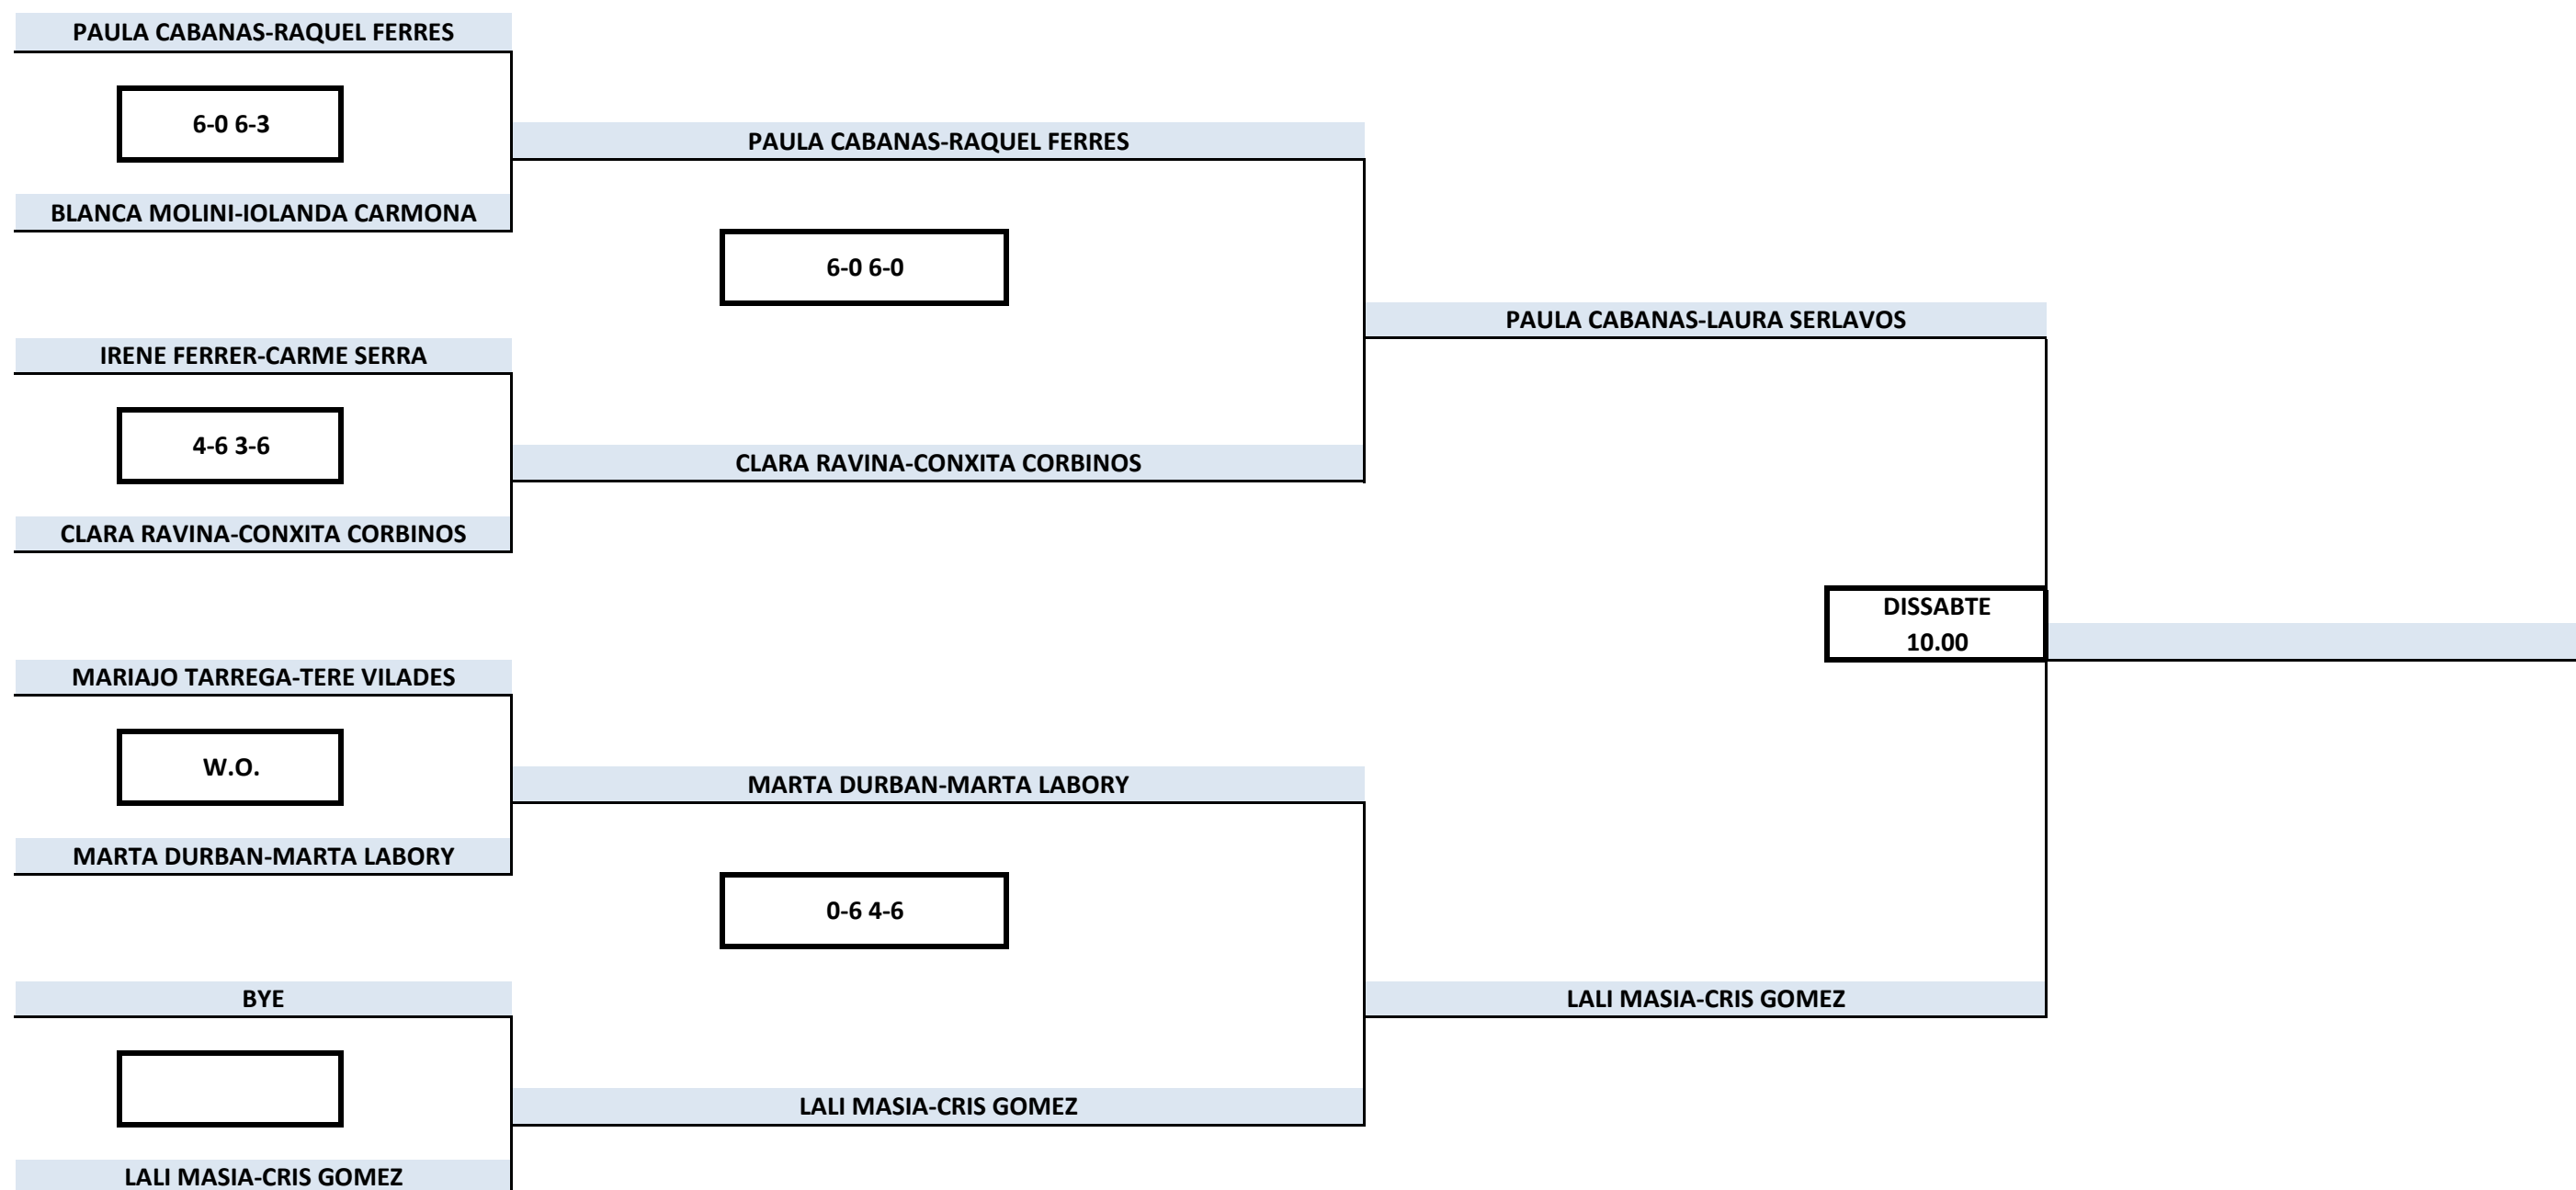 PAULA CABANAS-RAQUEL FERRES
6-0 6-3
PAULA CABANAS-RAQUEL FERRES
BLANCA MOLINI-IOLANDA CARMONA
6-0 6-0
PAULA CABANAS-LAURA SERLAVOS
IRENE FERRER-CARME SERRA
4-6 3-6
CLARA RAVINA-CONXITA CORBINOS
CLARA RAVINA-CONXITA CORBINOS
DISSABTE
10.00
MARIAJO TARREGA-TERE VILADES
W.O.
MARTA DURBAN-MARTA LABORY
MARTA DURBAN-MARTA LABORY
0-6 4-6
BYE
LALI MASIA-CRIS GOMEZ
LALI MASIA-CRIS GOMEZ
LALI MASIA-CRIS GOMEZ